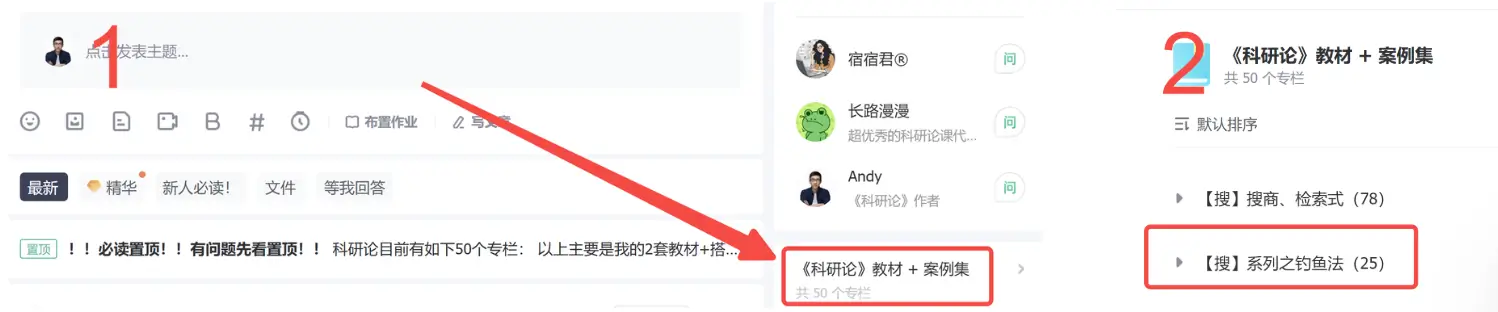 1
点击发表主题...
布置作业
写文章
最新
精华
新人必读！
文件
等我回答
置顶
！！必读置顶！！有问题先看置顶！！ 科研论目前有如下50个专栏： 以上主要是我的2套教材+搭...
宿宿君®
问
长路漫漫
超优秀的科研论课代...
问
Andy
《科研论》作者
问
《科研论》教材 + 案例集
共 50 个专栏
2
《科研论》教材 + 案例集
共 50 个专栏
默认排序
【搜】搜商、检索式（78）
【搜】系列之钓鱼法（25）